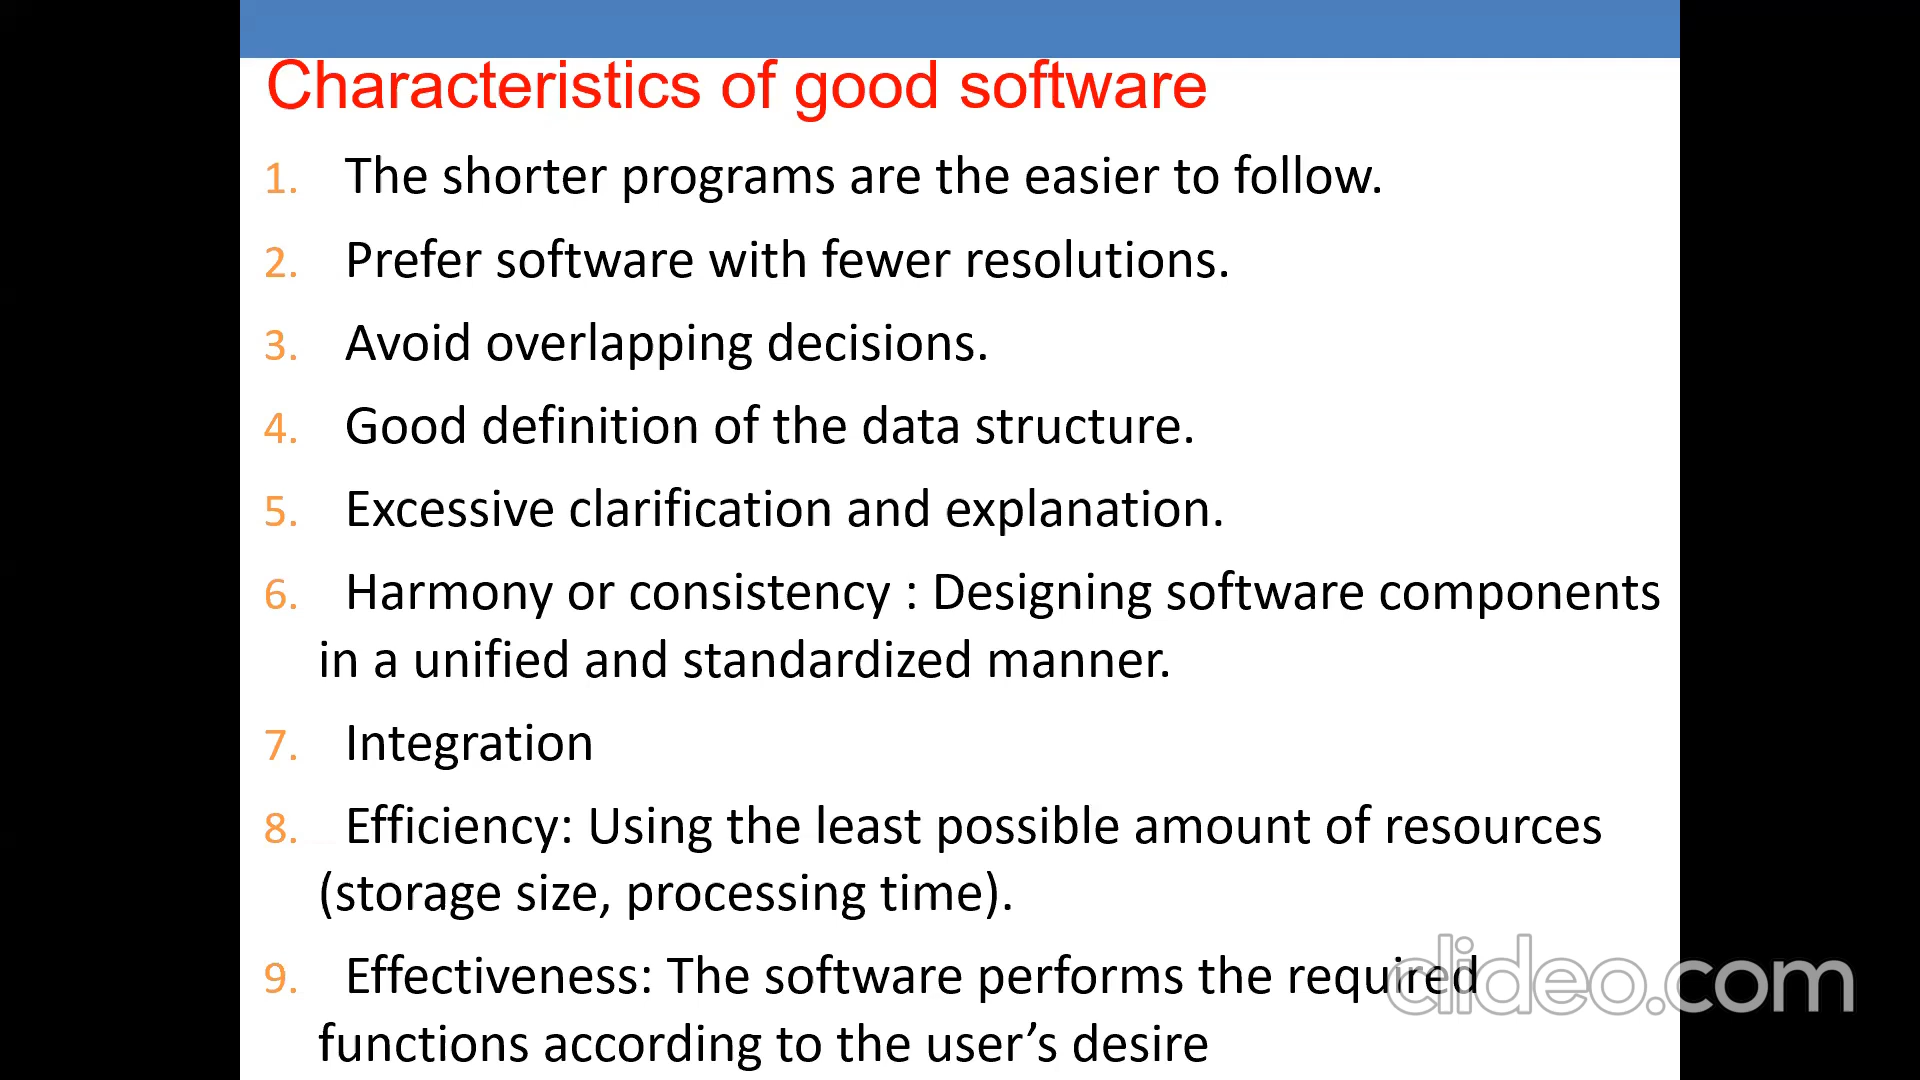 Characteristics of good software
1. The shorter programs are the easier to follow.
2. Prefer software with fewer resolutions.
3. Avoid overlapping decisions.
4. Good definition of the data structure.
5. Excessive clarification and explanation.
6. Harmony or consistency : Designing software components
in a unified and standardized manner.
7. Integration
8. Efficiency: Using the least possible amount of resources
(storage size, processing time).
9. Effectiveness: The software performs the required
functions according to the user’s desire
clideo.com